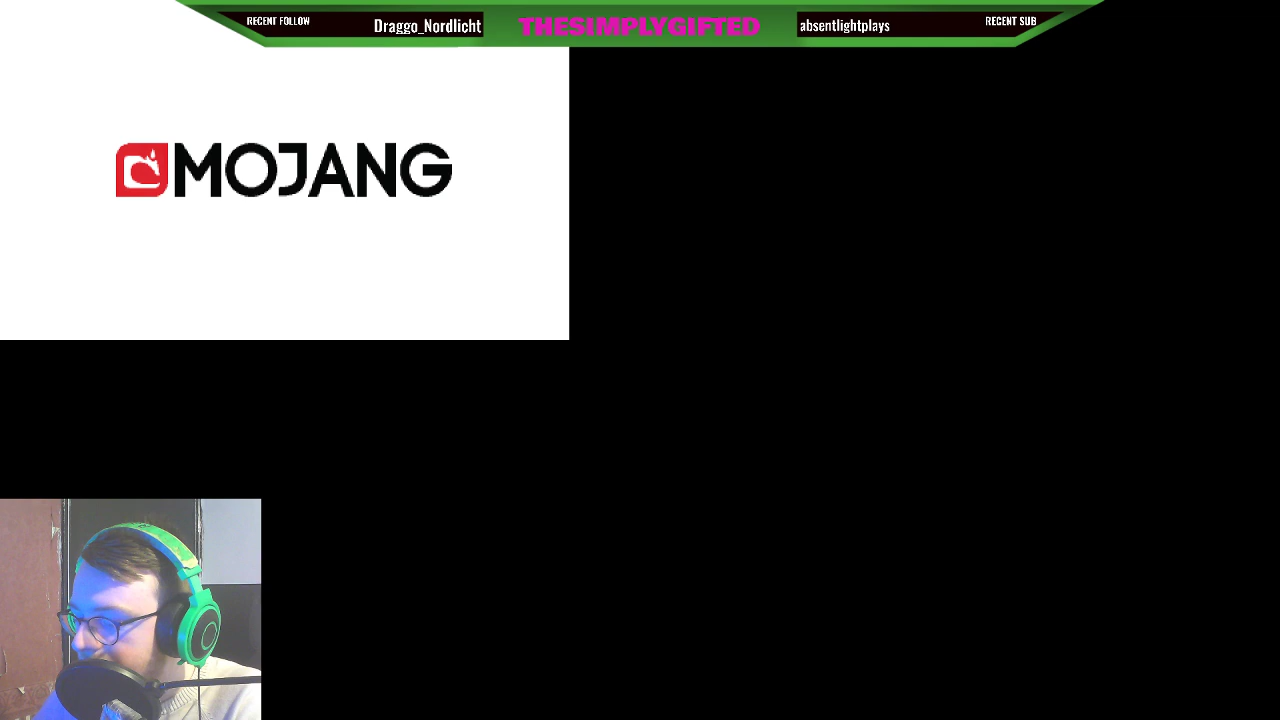 RECENT FOLLOW
Draggo_Nordlicht
THESIMPLYGIFTED
absentlightplays
RECENT SUB
MOJANG